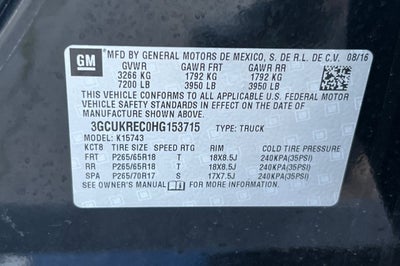 GM MFD BY GENERAL MOTORS DE MEXICO, S. DE R.L. DE C.V. 08/16
GVWR GAWR FRT GAWR RR
3266 KG 1792 KG 1792 KG
7200 LB 3950 LB 3950 LB
THIS VEHICLE CONFORMS TO ALL APPLICABLE U.S. FEDERAL MOTOR
VEHICLE SAFETY STANDARDS IN EFFECT ON THE DATE OF
MANUFACTURE SHOWN ABOVE.
3GCUKREC0HG153715 TYPE: TRUCK
MODEL: K15743
KCT8 TIRE SIZE SPEED RTG RIM COLD TIRE PRESSURE
FRT P265/65R18 T 18X8.5J 240KPA(35PSI)
RR P265/65R18 T 18X8.5J 240KPA(35PSI)
SPA P265/70R17 T 17X7.5J 240KPA(35PSI)
SEE OWNER'S MANUAL FOR MORE INFORMATION.